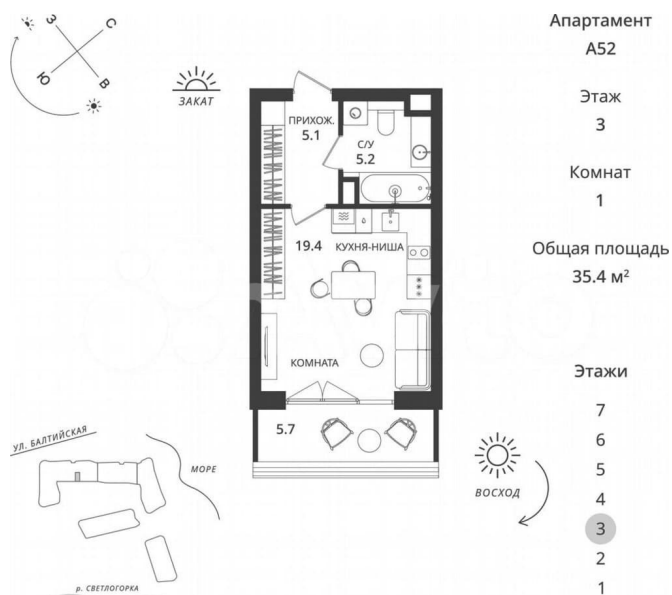 З
С
Ю
В
ЗАКАТ
ПРИХОЖ.
5.1
С/У
5.2
19.4
КУХНЯ-НИША
КОМНАТА
5.7
ВОСХОД
УЛ. БАЛТИЙСКАЯ
МОРЕ
р. СВЕТЛОГОРКА
Апартамент
А52
Этаж
3
Комнат
1
Общая площадь
35.4 м²
Этажи
7
6
5
4
3
2
1